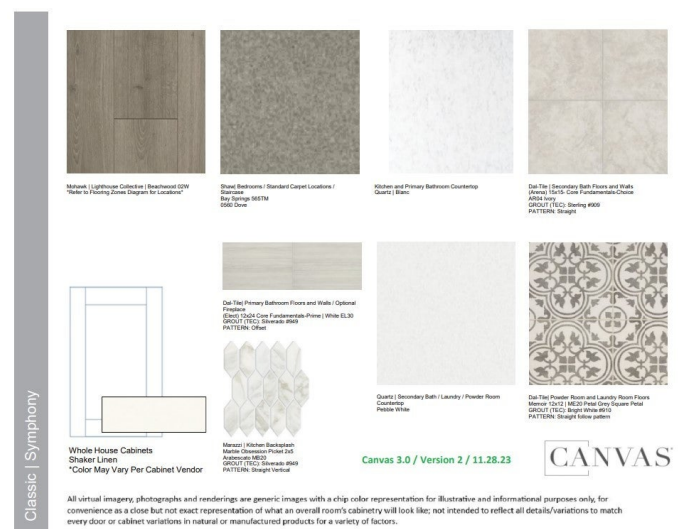 Classic | Symphony
Mohawk | Lighthouse Collective | Beachwood 02W
*Refer to Flooring Zones Diagram for Locations*
Shaw| Bedrooms / Standard Carpet Locations /
Staircase
Bay Springs 565TM
0560 Dove
Kitchen and Primary Bathroom Countertop
Quartz | Blanc
Dal-Tile | Secondary Bath Floors and Walls
(Arena) 15x15- Core Fundamentals-Choice
AR04 Ivory
GROUT (TEC): Sterling #909
PATTERN: Straight
Dal-Tile| Primary Bathroom Floors and Walls / Optional
Fireplace
(Elect) 12x24 Core Fundamentals-Prime | White EL30
GROUT (TEC): Silverado #949
PATTERN: Offset
Whole House Cabinets
Shaker Linen
*Color May Vary Per Cabinet Vendor
Marazzi | Kitchen Backsplash
Marble Obsession Picket 2x5
Arabescato MB20
GROUT (TEC): Silverado #949
PATTERN: Straight Vertical
Quartz | Secondary Bath / Laundry / Powder Room
Countertop
Pebble White
Dal-Tile| Powder Room and Laundry Room Floors
Memoir 12x12 | ME20 Petal Grey Square Petal
GROUT (TEC): Bright White #910
PATTERN: Straight follow pattern
Canvas 3.0 / Version 2 / 11.28.23
CANVAS
All virtual imagery, photographs and renderings are generic images with a chip color representation for illustrative and informational purposes only, for
convenience as a close but not exact representation of what an overall room's cabinetry will look like; not intended to reflect all details/variations to match
every door or cabinet variations in natural or manufactured products for a variety of factors.